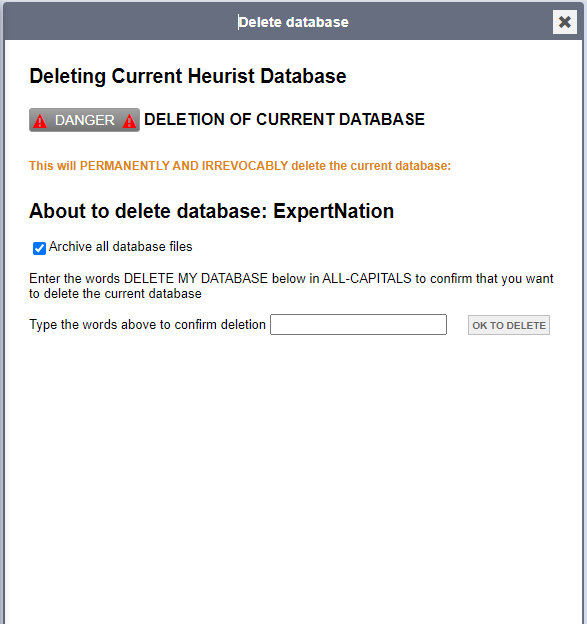 Delete database
Deleting Current Heurist Database
DANGER DELETION OF CURRENT DATABASE
This will PERMANENTLY AND IRREVOCABLY delete the current database:
About to delete database: ExpertNation
Archive all database files
Enter the words DELETE MY DATABASE below in ALL-CAPITALS to confirm that you want
to delete the current database
Type the words above to confirm deletion OK TO DELETE